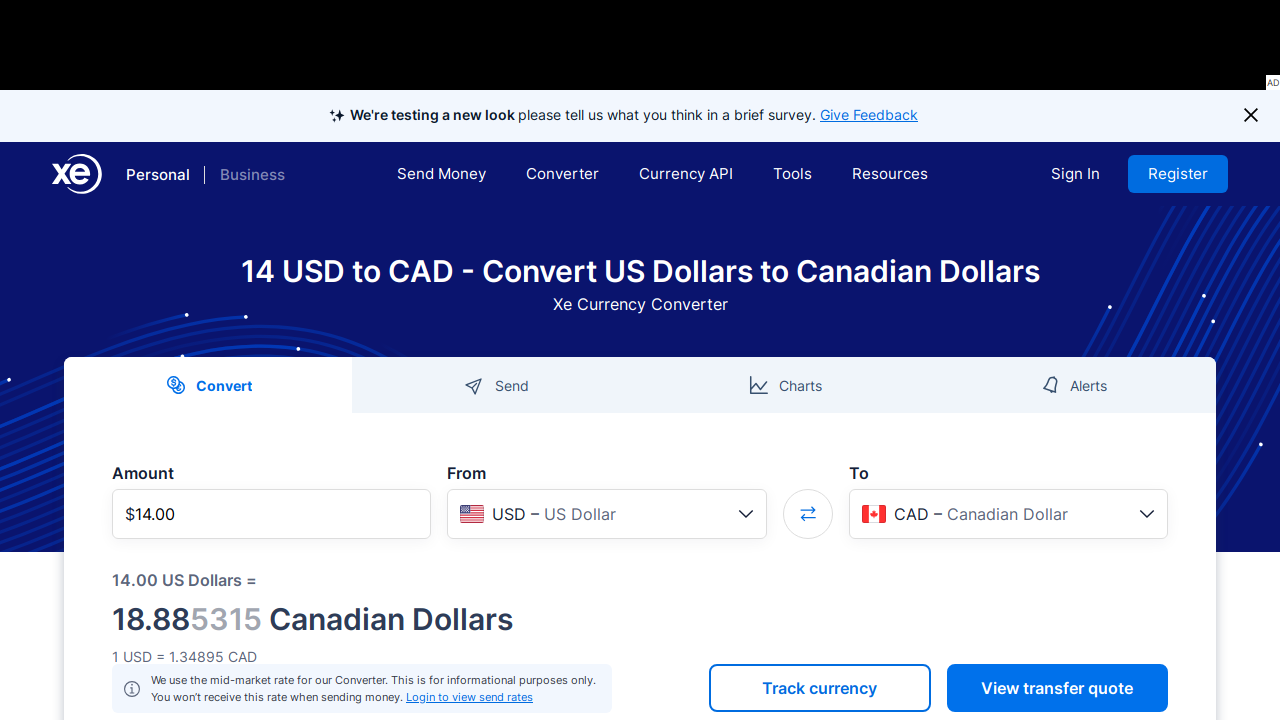 AD
We're testing a new look please tell us what you think in a brief survey. Give Feedback
xe Personal Business Send Money Converter Currency API Tools Resources Sign In Register
14 USD to CAD - Convert US Dollars to Canadian Dollars
Xe Currency Converter
Convert Send Charts Alerts
Amount From To
$14.00 USD – US Dollar CAD – Canadian Dollar
14.00 US Dollars =
18.885315 Canadian Dollars
1 USD = 1.34895 CAD
We use the mid-market rate for our Converter. This is for informational purposes only.
You won't receive this rate when sending money. Login to view send rates
Track currency View transfer quote